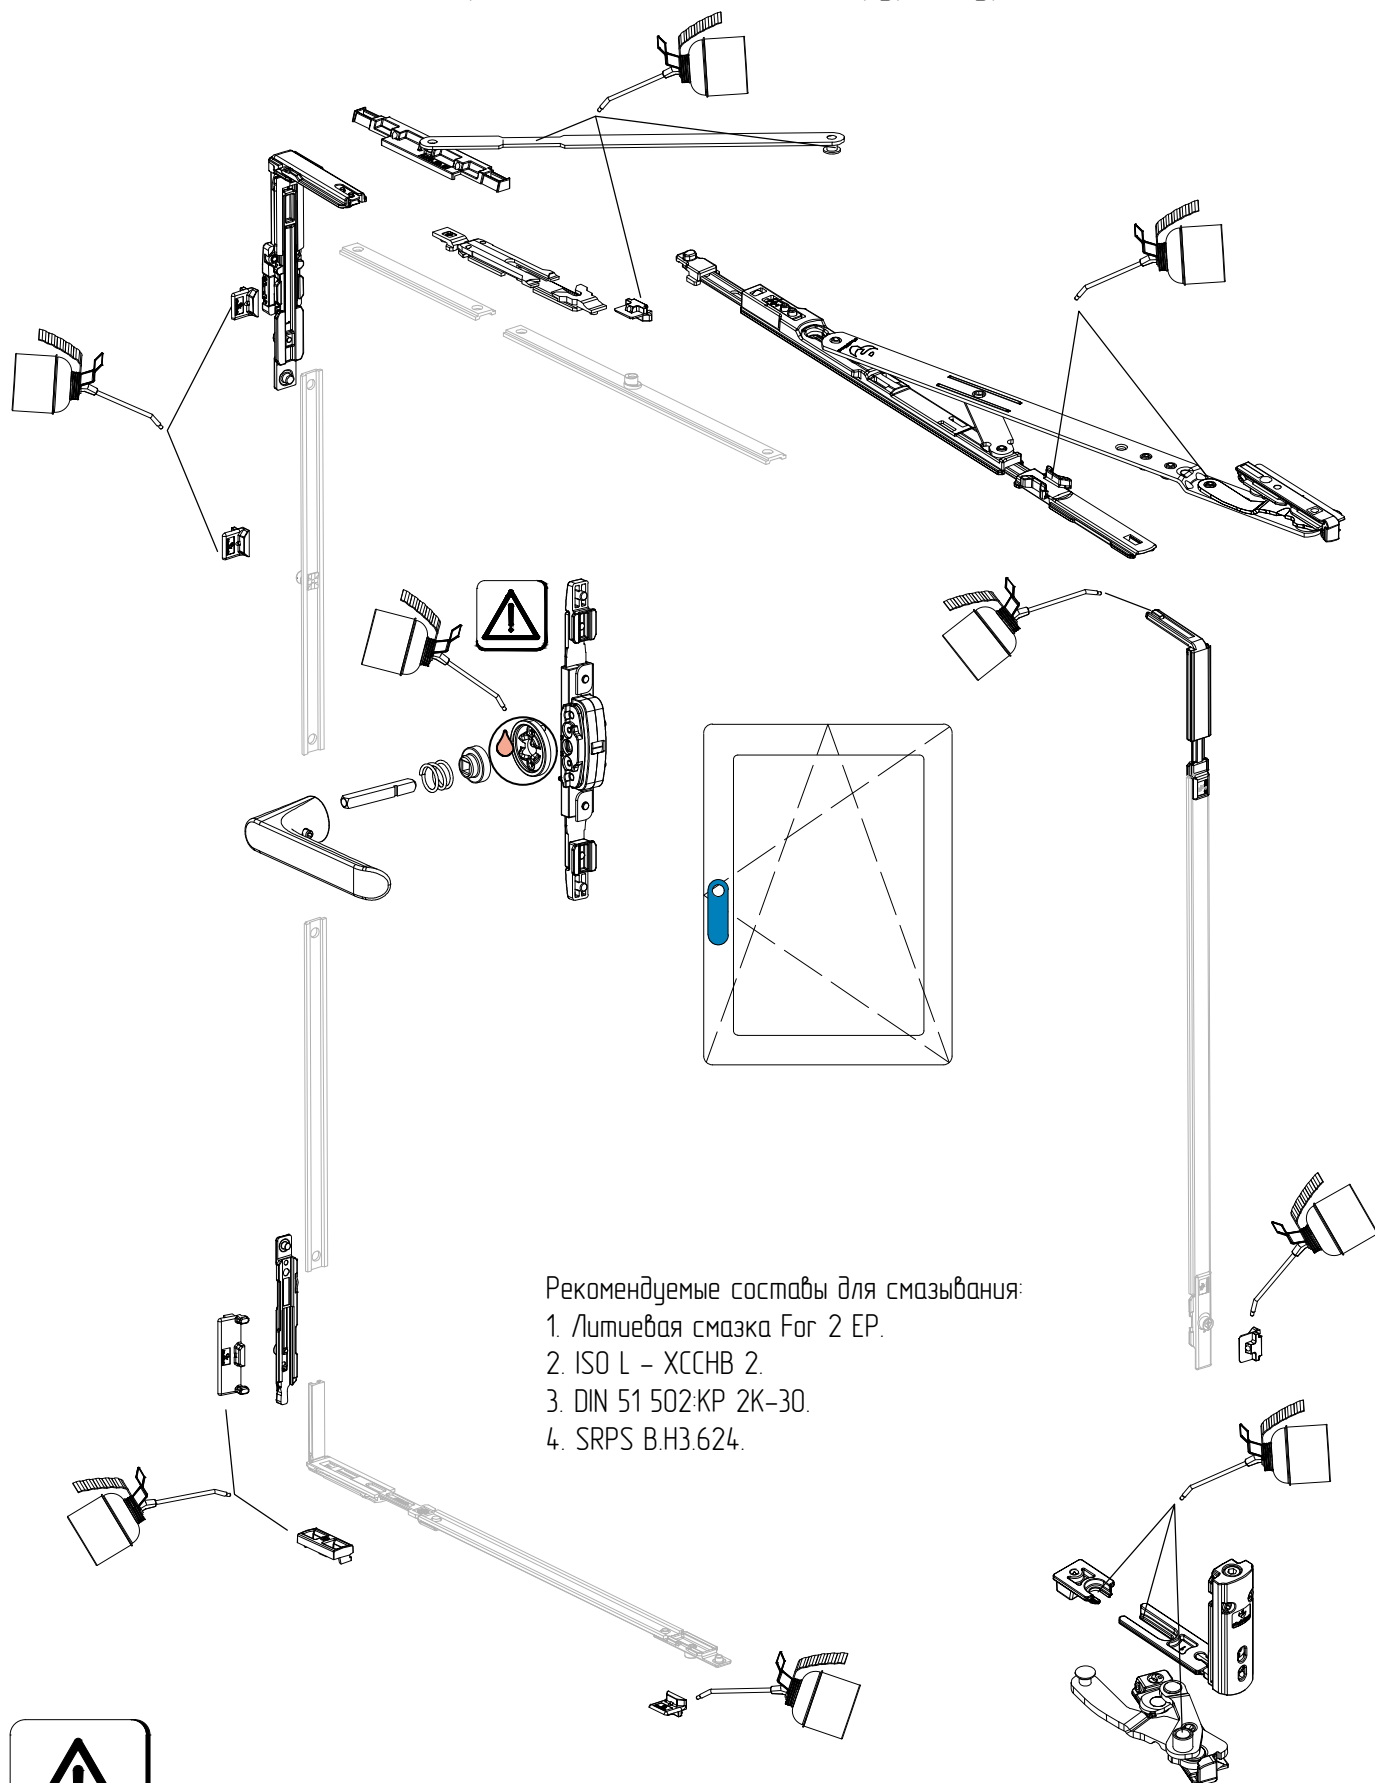 Рекомендуемые составы для смазывания:
1. Литиевая смазка For 2 EP.
2. ISO L – XCCHB 2.
3. DIN 51 502:KP 2K–30.
4. SRPS B.H3.624.